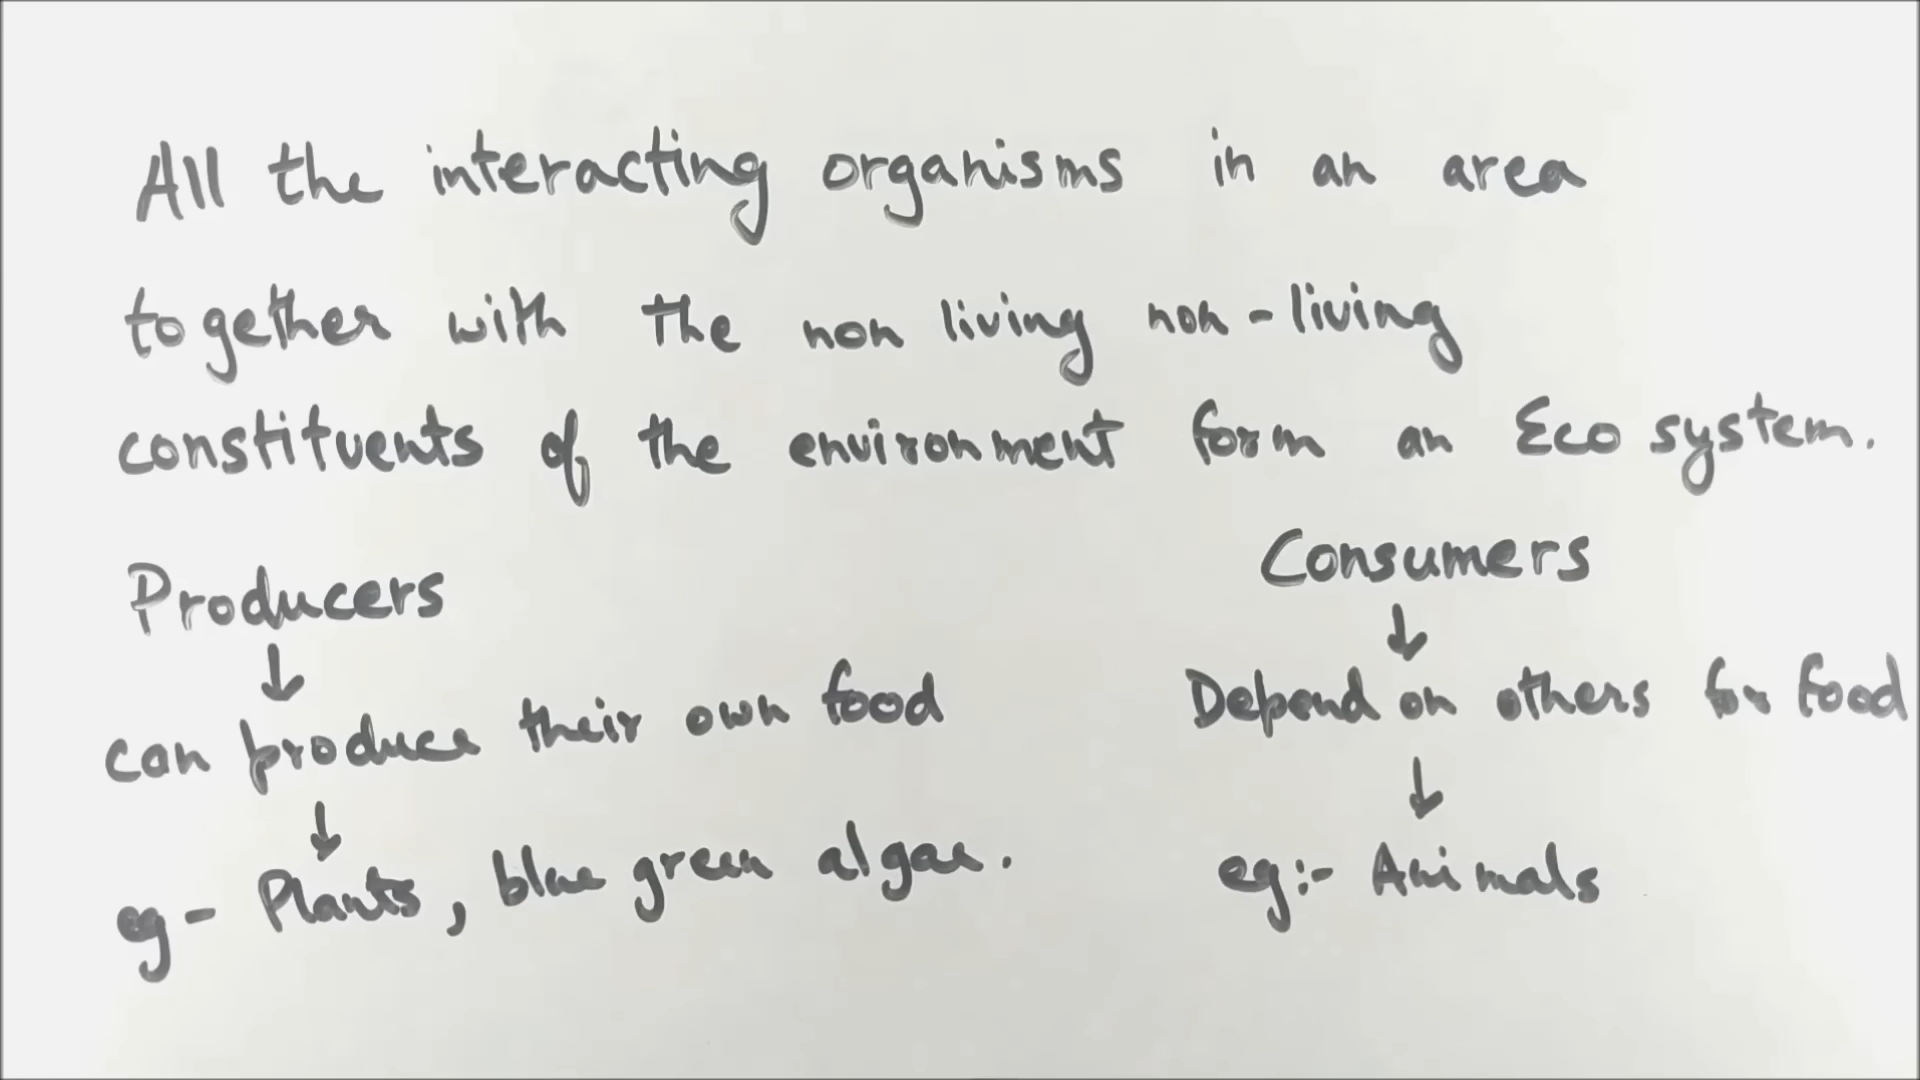 All the interacting organisms in an area
together with the non living non-living
constituents of the environment form an Eco system.
Producers
↓
can produce their own food
↓
eg - Plants, blue green algae.
Consumers
↓
Depend on others for food
↓
eg:- Animals